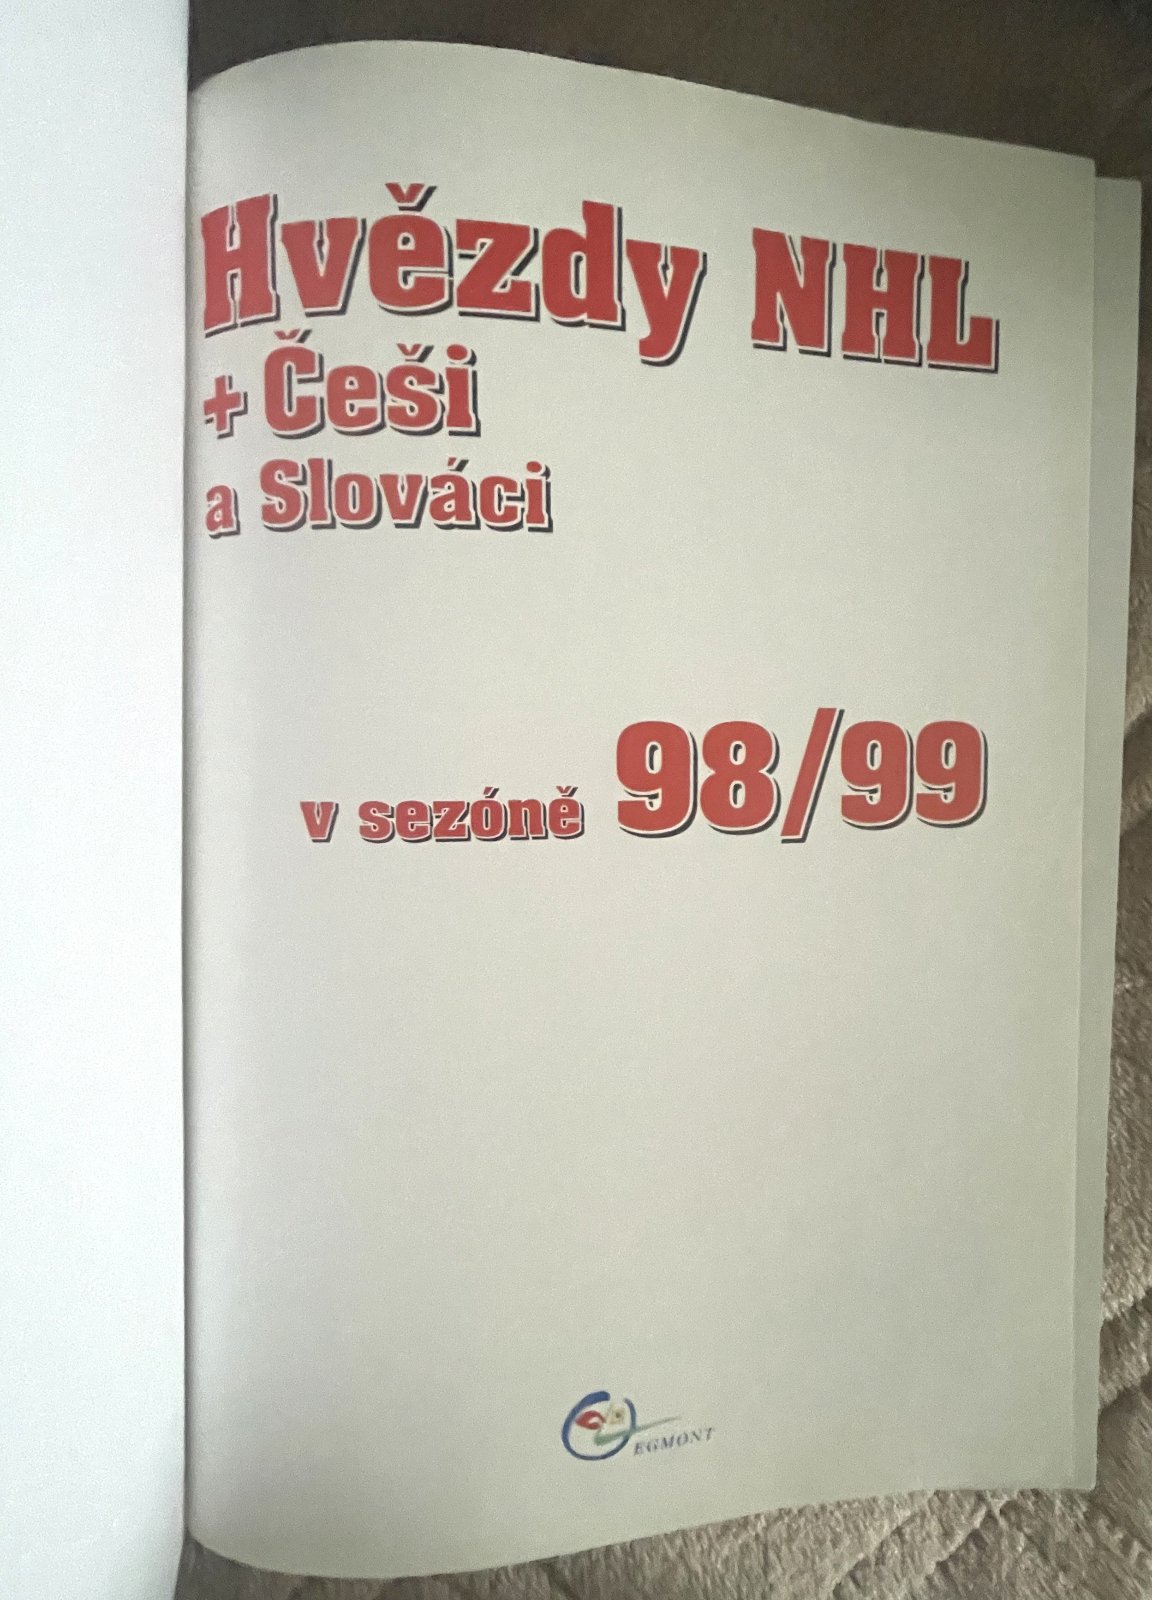 Hvězdy NHL
+ Češi
a Slováci
v sezóně 98/99
EGMONT